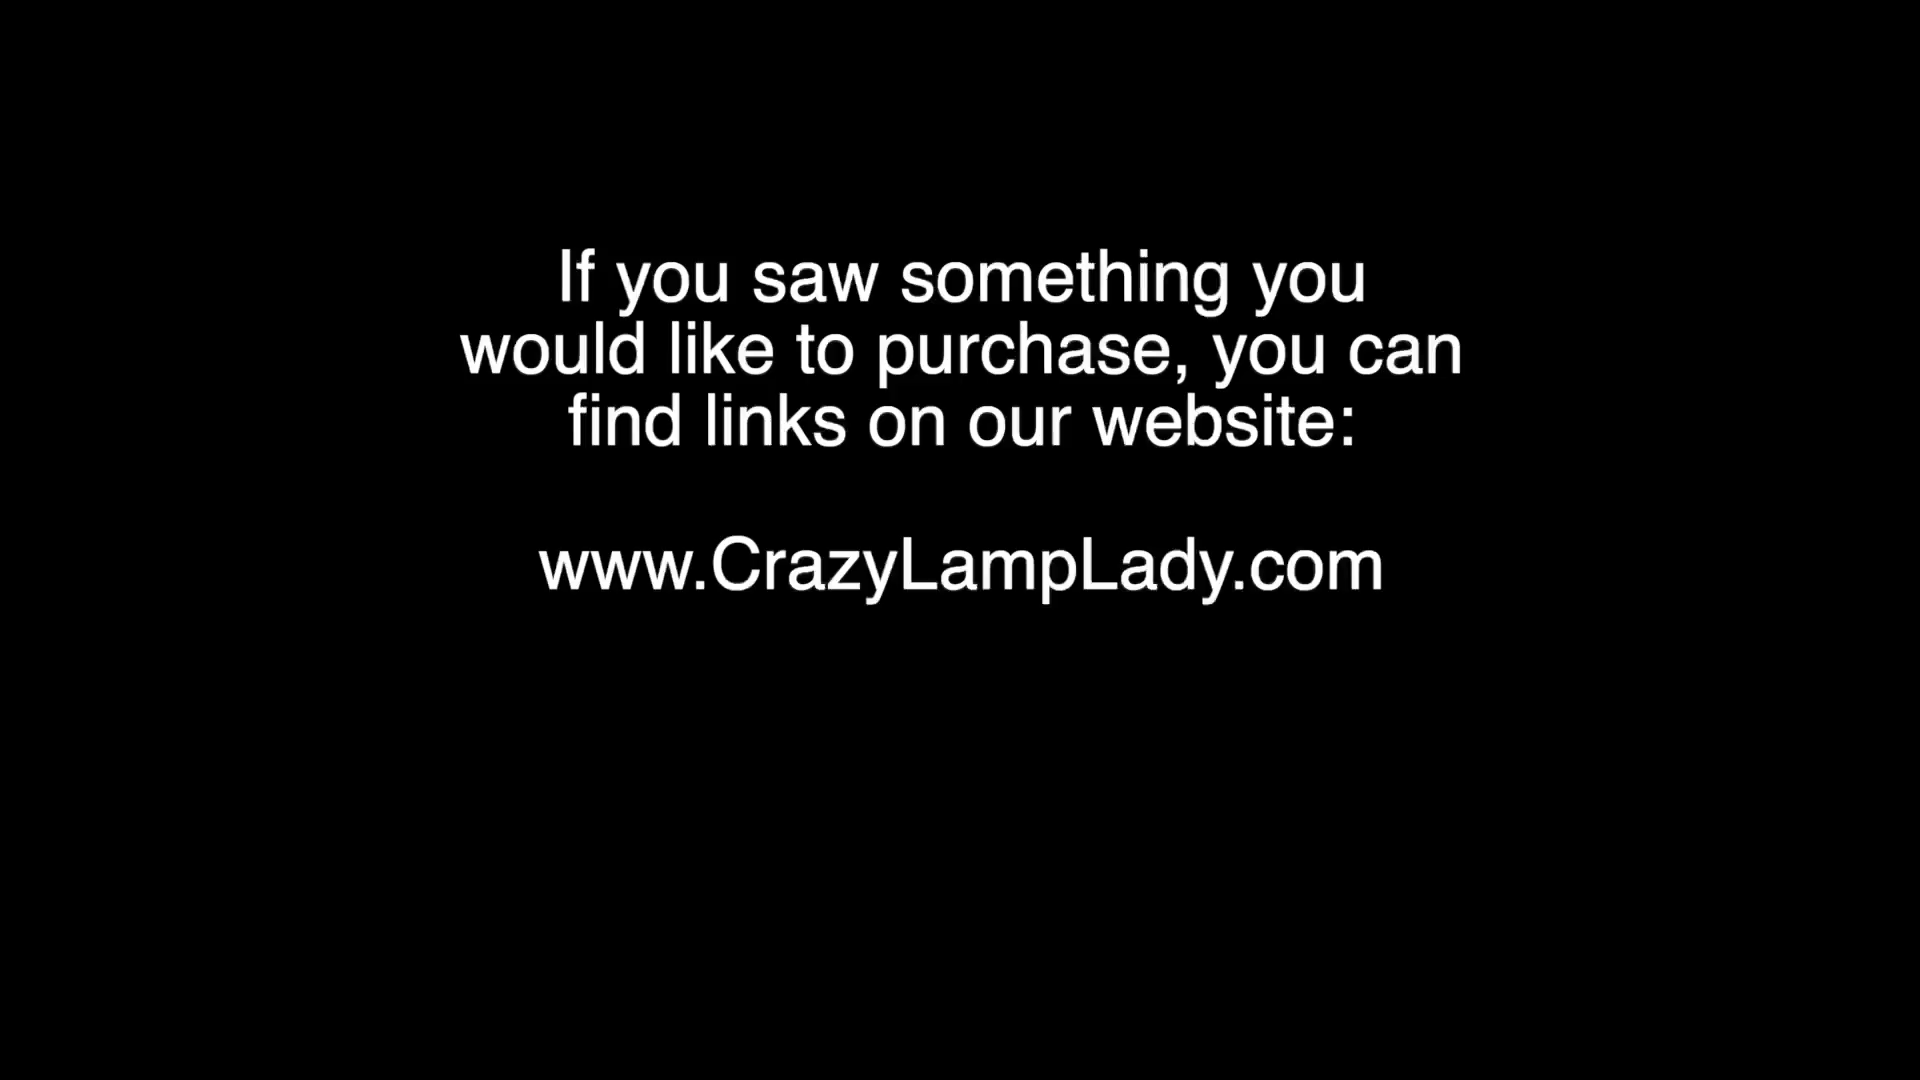 If you saw something you
would like to purchase, you can
find links on our website:
www.CrazyLampLady.com